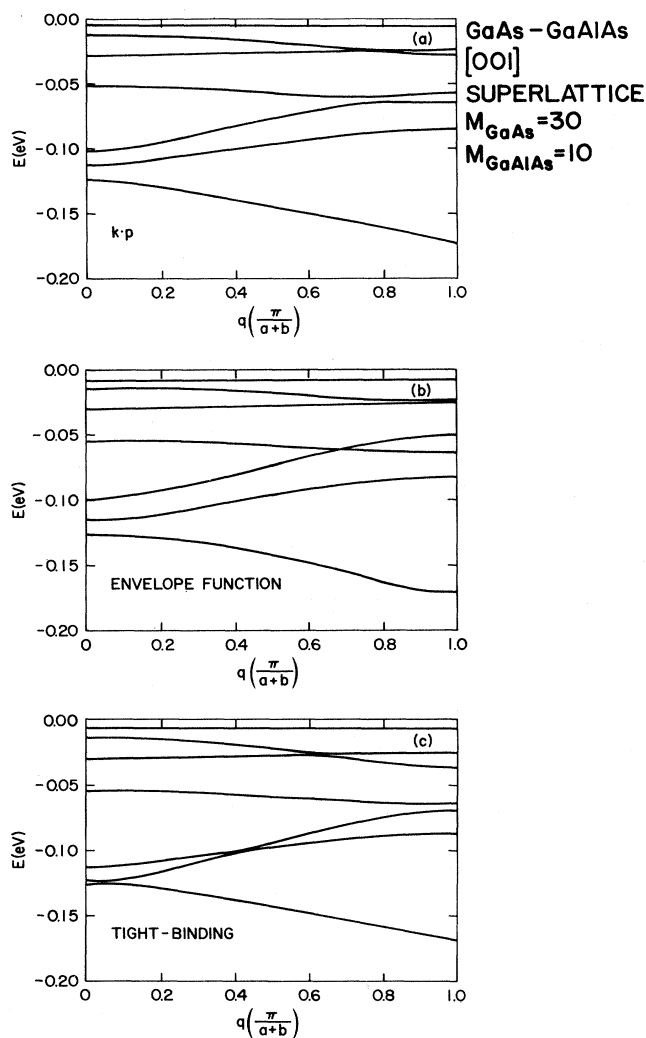 GaAs-GaAlAs
[001]
SUPERLATTICE
M_GaAs=30
M_GaAlAs=10
(a)
0.00
-0.05
-0.10
-0.15
-0.20
E(eV)
k·p
0 0.2 0.4 0.6 0.8 1.0
q(π/a+b)
(b)
0.00
-0.05
-0.10
-0.15
-0.20
E(eV)
ENVELOPE FUNCTION
0 0.2 0.4 0.6 0.8 1.0
q(π/a+b)
(c)
0.00
-0.05
-0.10
-0.15
-0.20
E(eV)
TIGHT-BINDING
0 0.2 0.4 0.6 0.8 1.0
q(π/a+b)